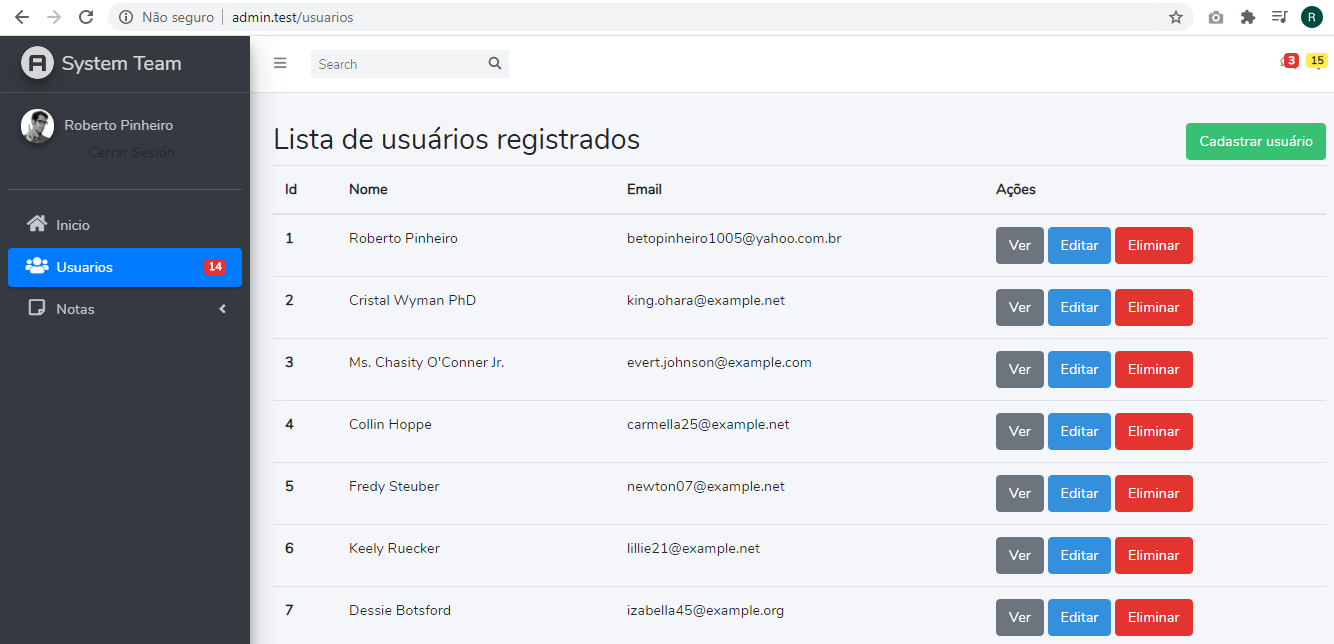 Não seguro | admin.test/usuarios
R
System Team
Search
3
15
Roberto Pinheiro
Cerrar Sesión
Inicio
Usuarios 14
Notas
Lista de usuários registrados
Cadastrar usuário
Id Nome Email Ações
1 Roberto Pinheiro betopinheiro1005@yahoo.com.br Ver Editar Eliminar
2 Cristal Wyman PhD king.ohara@example.net Ver Editar Eliminar
3 Ms. Chasity O'Conner Jr. evert.johnson@example.com Ver Editar Eliminar
4 Collin Hoppe carmella25@example.net Ver Editar Eliminar
5 Fredy Steuber newton07@example.net Ver Editar Eliminar
6 Keely Ruecker lillie21@example.net Ver Editar Eliminar
7 Dessie Botsford izabella45@example.org Ver Editar Eliminar